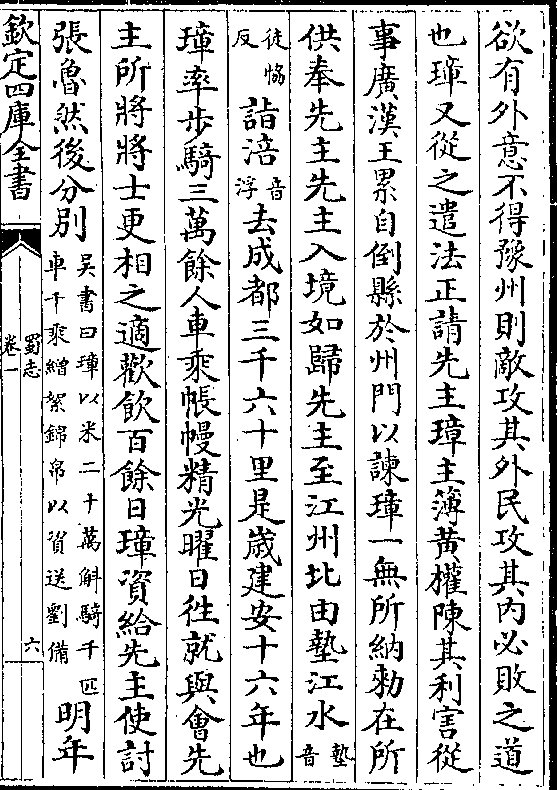 欲有外意不得豫州則敵攻其外民攻其内必敗之道
也璋又從之遣法正請先主璋主簿黄權陳其利害從
事廣漢王累自倒縣於州門以諫璋一無所納勑在所
供奉先主先主入境如歸先主至江州北由墊江水墊音
徒協反詣涪音浮去成都三千六十里是歳建安十六年也
璋率步騎三萬餘人車乘帳幔精光曜日徃就與會先
主所將將士更相之適歡飲百餘日璋資給先主使討
張魯然後分別吳書曰璋以米二十萬斛騎千匹車千乘繒絮錦帛以資送劉備明年
欽定四庫全書
蜀志
卷一
六